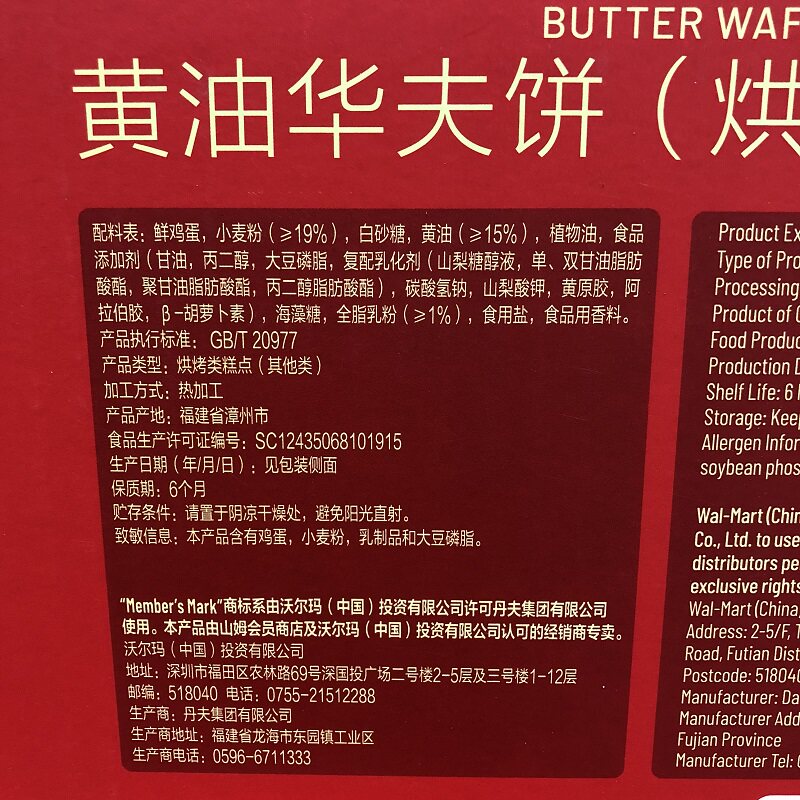 BUTTER WAF
黄油华夫饼（烘
配料表：鲜鸡蛋，小麦粉（≥19%），白砂糖，黄油（≥15%），植物油，食品
添加剂（甘油，丙二醇，大豆磷脂，复配乳化剂（山梨糖醇液，单、双甘油脂肪
酸酯，聚甘油脂肪酸酯，丙二醇脂肪酸酯），碳酸氢钠，山梨酸钾，黄原胶，阿
拉伯胶，β-胡萝卜素），海藻糖，全脂乳粉（≥1%），食用盐，食品用香料。
产品执行标准：GB/T 20977
产品类型：烘烤类糕点（其他类）
加工方式：热加工
产品产地：福建省漳州市
食品生产许可证编号：SC12435068101915
生产日期（年/月/日）：见包装侧面
保质期：6个月
贮存条件：请置于阴凉干燥处，避免阳光直射。
致敏信息：本产品含有鸡蛋，小麦粉，乳制品和大豆磷脂。
"Member's Mark"商标系由沃尔玛（中国）投资有限公司许可丹夫集团有限公司
使用。本产品由山姆会员商店及沃尔玛（中国）投资有限公司认可的经销商专卖。
沃尔玛（中国）投资有限公司
地址：深圳市福田区农林路69号深国投广场二号楼2-5层及三号楼1-12层
邮编：518040 电话：0755-21512288
生产商：丹夫集团有限公司
生产商地址：福建省龙海市东园镇工业区
生产商电话：0596-6711333
Product Ex
Type of Pro
Processing
Product of
Food Produc
Production D
Shelf Life: 6
Storage: Keep
Allergen Infor
soybean phos
Wal-Mart (Chin
Co., Ltd. to use
distributors pe
exclusive rights
Wal-Mart (China)
Address: 2-5/F, T
Road, Futian Dist
Postcode: 518040
Manufacturer: Da
Manufacturer Add
Fujian Province
Manufacturer Tel: